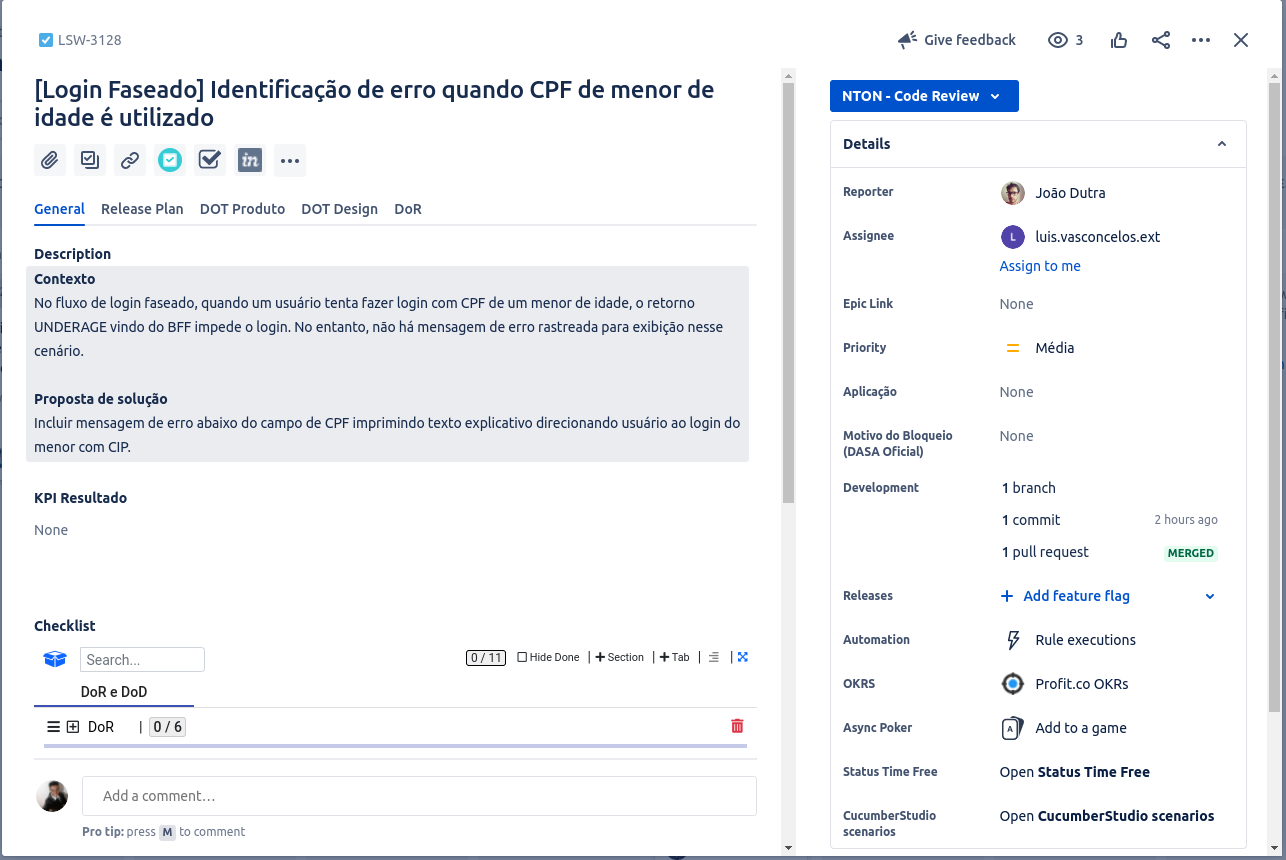 LSW-3128
Give feedback
3
[Login Faseado] Identificação de erro quando CPF de menor de
idade é utilizado
in
General Release Plan DOT Produto DOT Design DoR
Description
Contexto
No fluxo de login faseado, quando um usuário tenta fazer login com CPF de um menor de idade, o retorno
UNDERAGE vindo do BFF impede o login. No entanto, não há mensagem de erro rastreada para exibição nesse
cenário.
Proposta de solução
Incluir mensagem de erro abaixo do campo de CPF imprimindo texto explicativo direcionando usuário ao login do
menor com CIP.
KPI Resultado
None
Checklist
Search...
0 / 11 Hide Done | Section | Tab | |
DoR e DoD
DoR | 0 / 6
Add a comment…
Pro tip: press M to comment
NTON - Code Review
Details
Reporter João Dutra
Assignee L luis.vasconcelos.ext
Assign to me
Epic Link None
Priority Média
Aplicação None
Motivo do Bloqueio None
(DASA Oficial)
Development 1 branch
1 commit 2 hours ago
1 pull request MERGED
Releases + Add feature flag
Automation Rule executions
OKRS Profit.co OKRs
Async Poker A Add to a game
Status Time Free Open Status Time Free
CucumberStudio Open CucumberStudio scenarios
scenarios